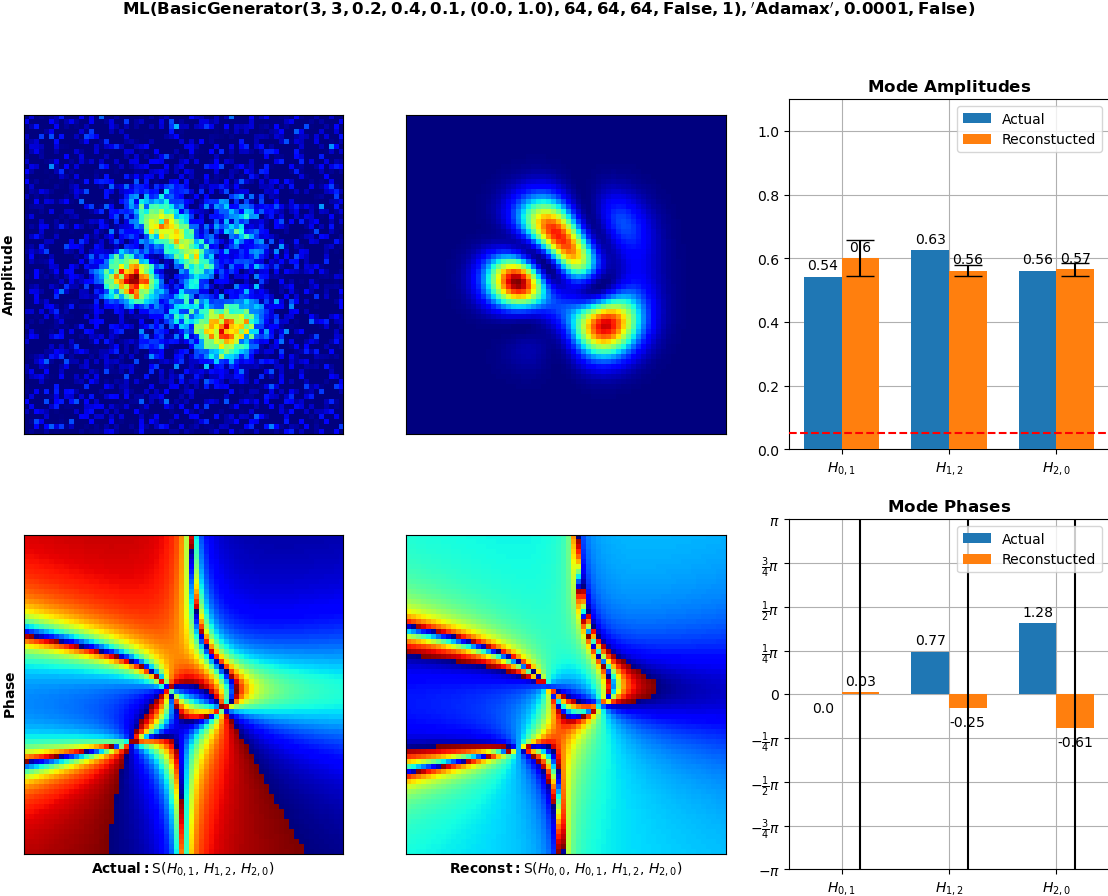 ML(BasicGenerator(3, 3, 0.2, 0.4, 0.1, (0.0, 1.0), 64, 64, 64, False, 1), ′Adamax′, 0.0001, False)
Amplitude
Mode Amplitudes
Actual
Reconstucted
1.0
0.8
0.6
0.4
0.2
0.0
0.54
0.6
0.63
0.56
0.56
0.57
H0, 1
H1, 2
H2, 0
Phase
Actual: S(H0, 1, H1, 2, H2, 0)
Reconst: S(H0, 0, H0, 1, H1, 2, H2, 0)
Mode Phases
Actual
Reconstucted
π
3/4π
1/2π
1/4π
0
−1/4π
−1/2π
−3/4π
−π
0.0
0.03
0.77
-0.25
1.28
-0.61
H0, 1
H1, 2
H2, 0